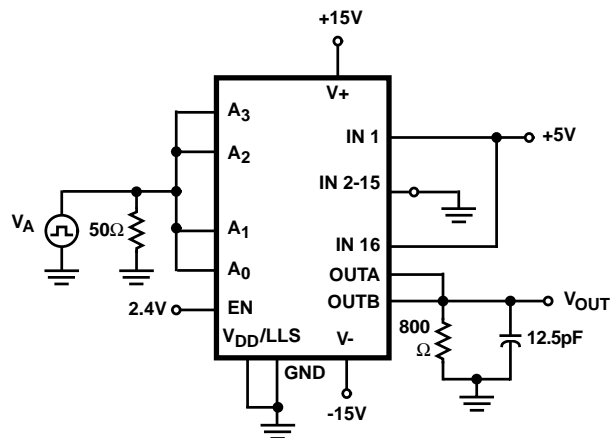 +15V
V+
A3
IN 1
+5V
A2
IN 2-15
VA
50Ω
A1
IN 16
A0
OUTA
2.4V
EN
OUTB
VOUT
VDD/LLS
V-
800
Ω
12.5pF
GND
-15V